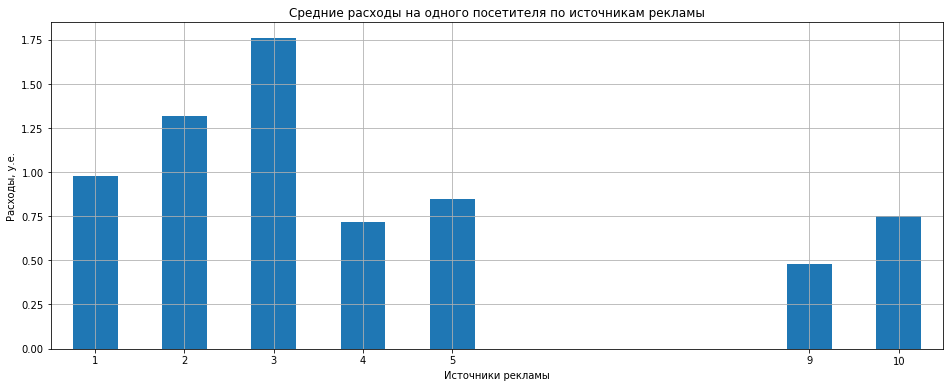 Средние расходы на одного посетителя по источникам рекламы
Расходы, у.е.
1.75
1.50
1.25
1.00
0.75
0.50
0.25
0.00
1 2 3 4 5 9 10
Источники рекламы